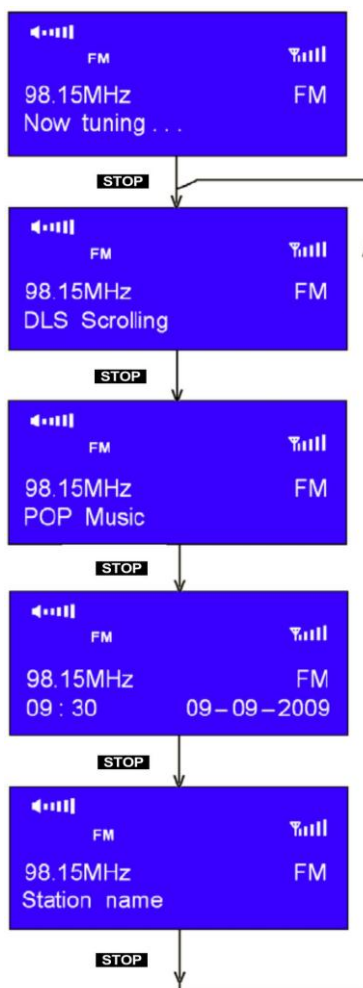 FM
98.15MHz FM
Now tuning . . .
STOP
FM
98.15MHz FM
DLS Scrolling
STOP
FM
98.15MHz FM
POP Music
STOP
FM
98.15MHz FM
09 : 30 09–09–2009
STOP
FM
98.15MHz FM
Station name
STOP